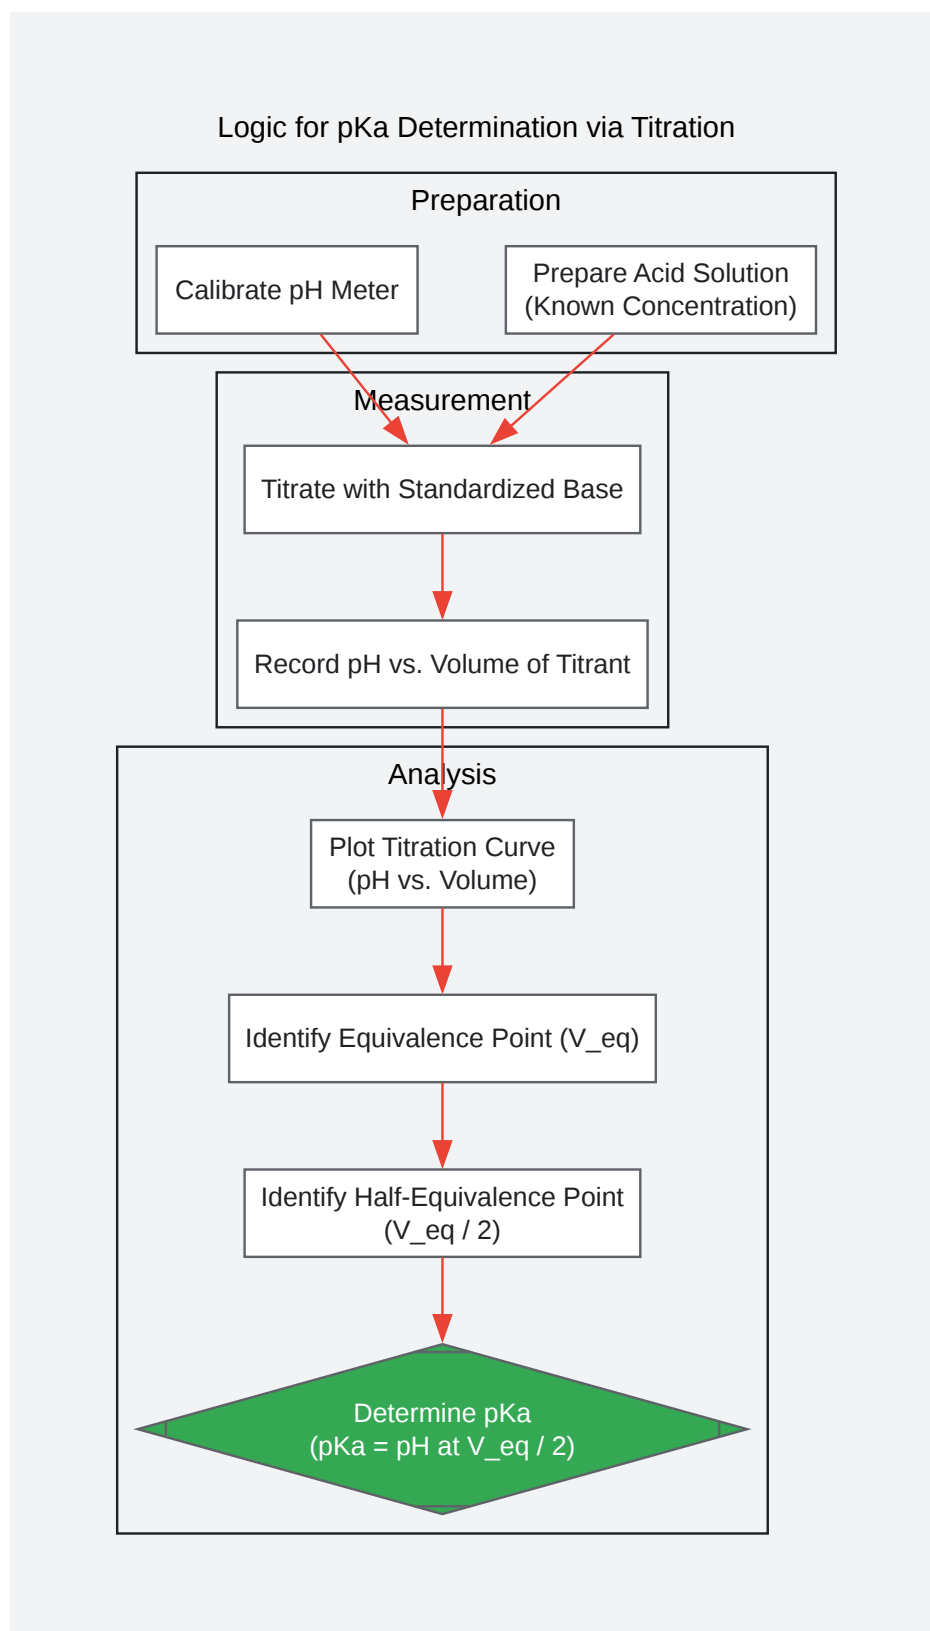 Logic for pKa Determination via Titration
Preparation
Calibrate pH Meter
Prepare Acid Solution
(Known Concentration)
Measurement
Titrate with Standardized Base
Record pH vs. Volume of Titrant
Analysis
Plot Titration Curve
(pH vs. Volume)
Identify Equivalence Point (V_eq)
Identify Half-Equivalence Point
(V_eq / 2)
Determine pKa
(pKa = pH at V_eq / 2)